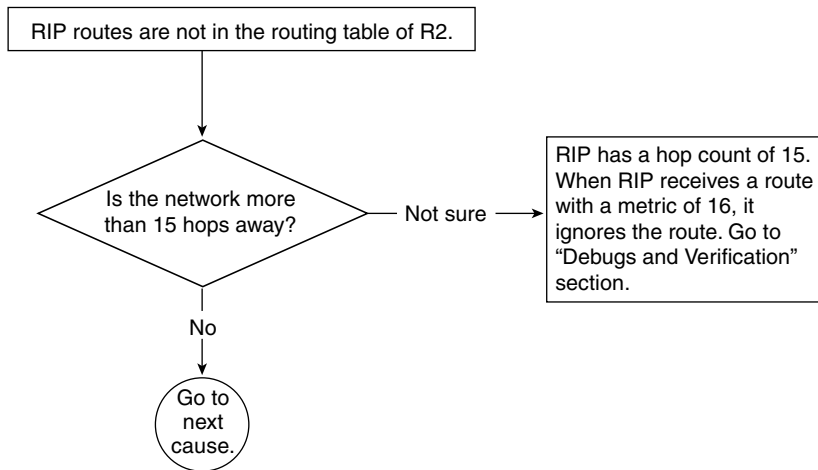 RIP routes are not in the routing table of R2.
Is the network more
than 15 hops away?
Not sure
RIP has a hop count of 15.
When RIP receives a route
with a metric of 16, it
ignores the route. Go to
“Debugs and Verification”
section.
No
Go to
next
cause.